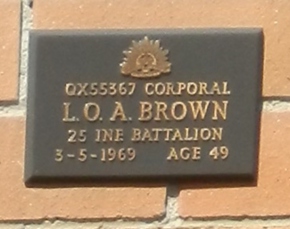 QX55367 CORPORAL
L.O.A. BROWN
25 INF BATTALION
3-5-1969 AGE 49